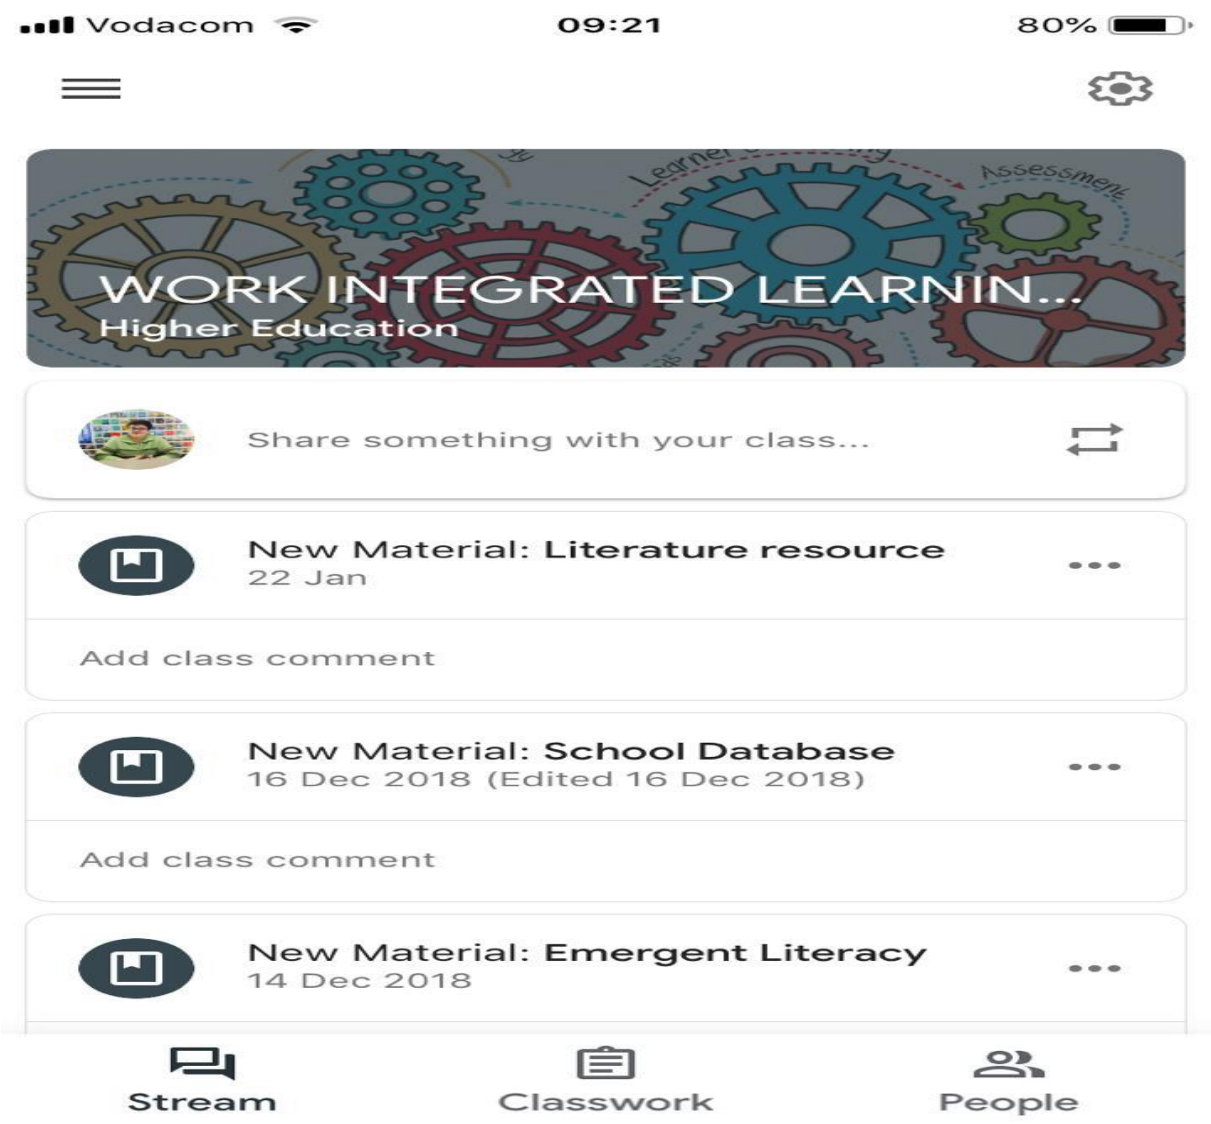 Vodacom 09:21 80%
Assessment
WORK INTEGRATED LEARNIN...
Higher Education
Share something with your class...
New Material: Literature resource
22 Jan
Add class comment
New Material: School Database
16 Dec 2018 (Edited 16 Dec 2018)
Add class comment
New Material: Emergent Literacy
14 Dec 2018
Stream Classwork People